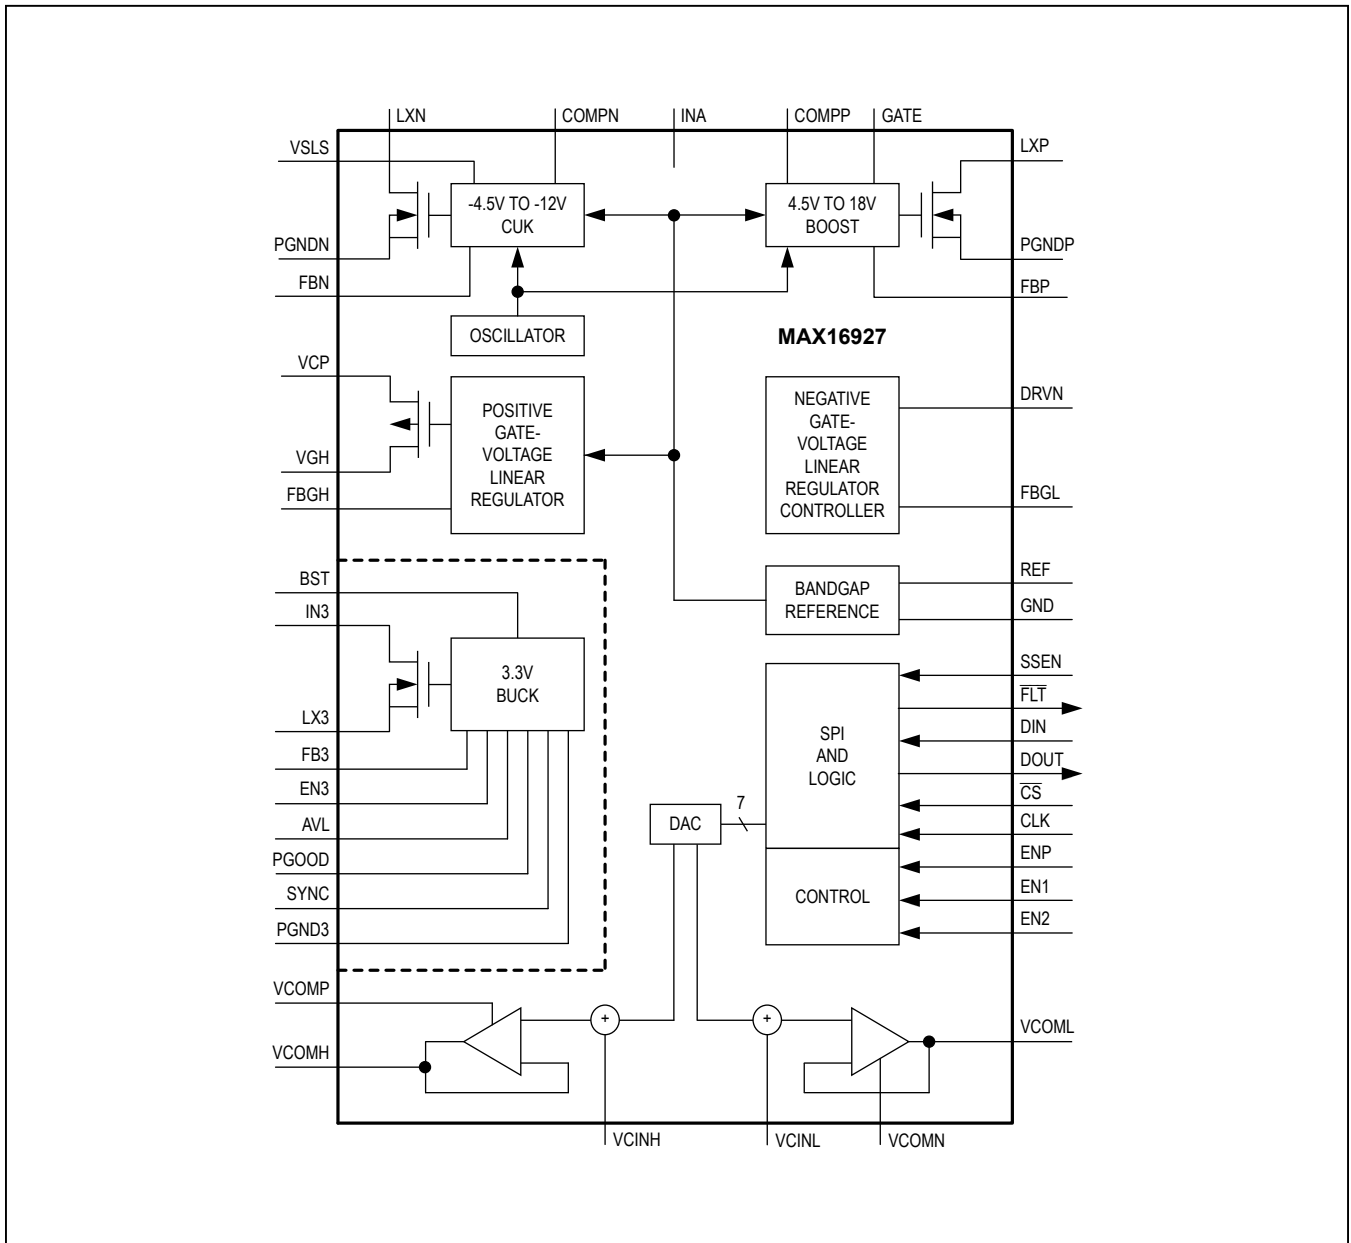 LXN
COMPN
INA
COMPP
GATE
VSLS
LXP
-4.5V TO -12V
CUK
4.5V TO 18V
BOOST
PGNDN
PGNDP
FBN
FBP
OSCILLATOR
MAX16927
VCP
DRVN
POSITIVE
GATE-
VOLTAGE
LINEAR
REGULATOR
NEGATIVE
GATE-
VOLTAGE
LINEAR
REGULATOR
CONTROLLER
VGH
FBGH
FBGL
BST
IN3
BANDGAP
REFERENCE
REF
GND
3.3V
BUCK
SSEN
FLT
DIN
DOUT
CS
CLK
SPI
AND
LOGIC
LX3
FB3
EN3
AVL
PGOOD
SYNC
PGND3
DAC
7
CONTROL
ENP
EN1
EN2
VCOMP
VCOMH
+
+
VCOML
VCINH
VCINL
VCOMN